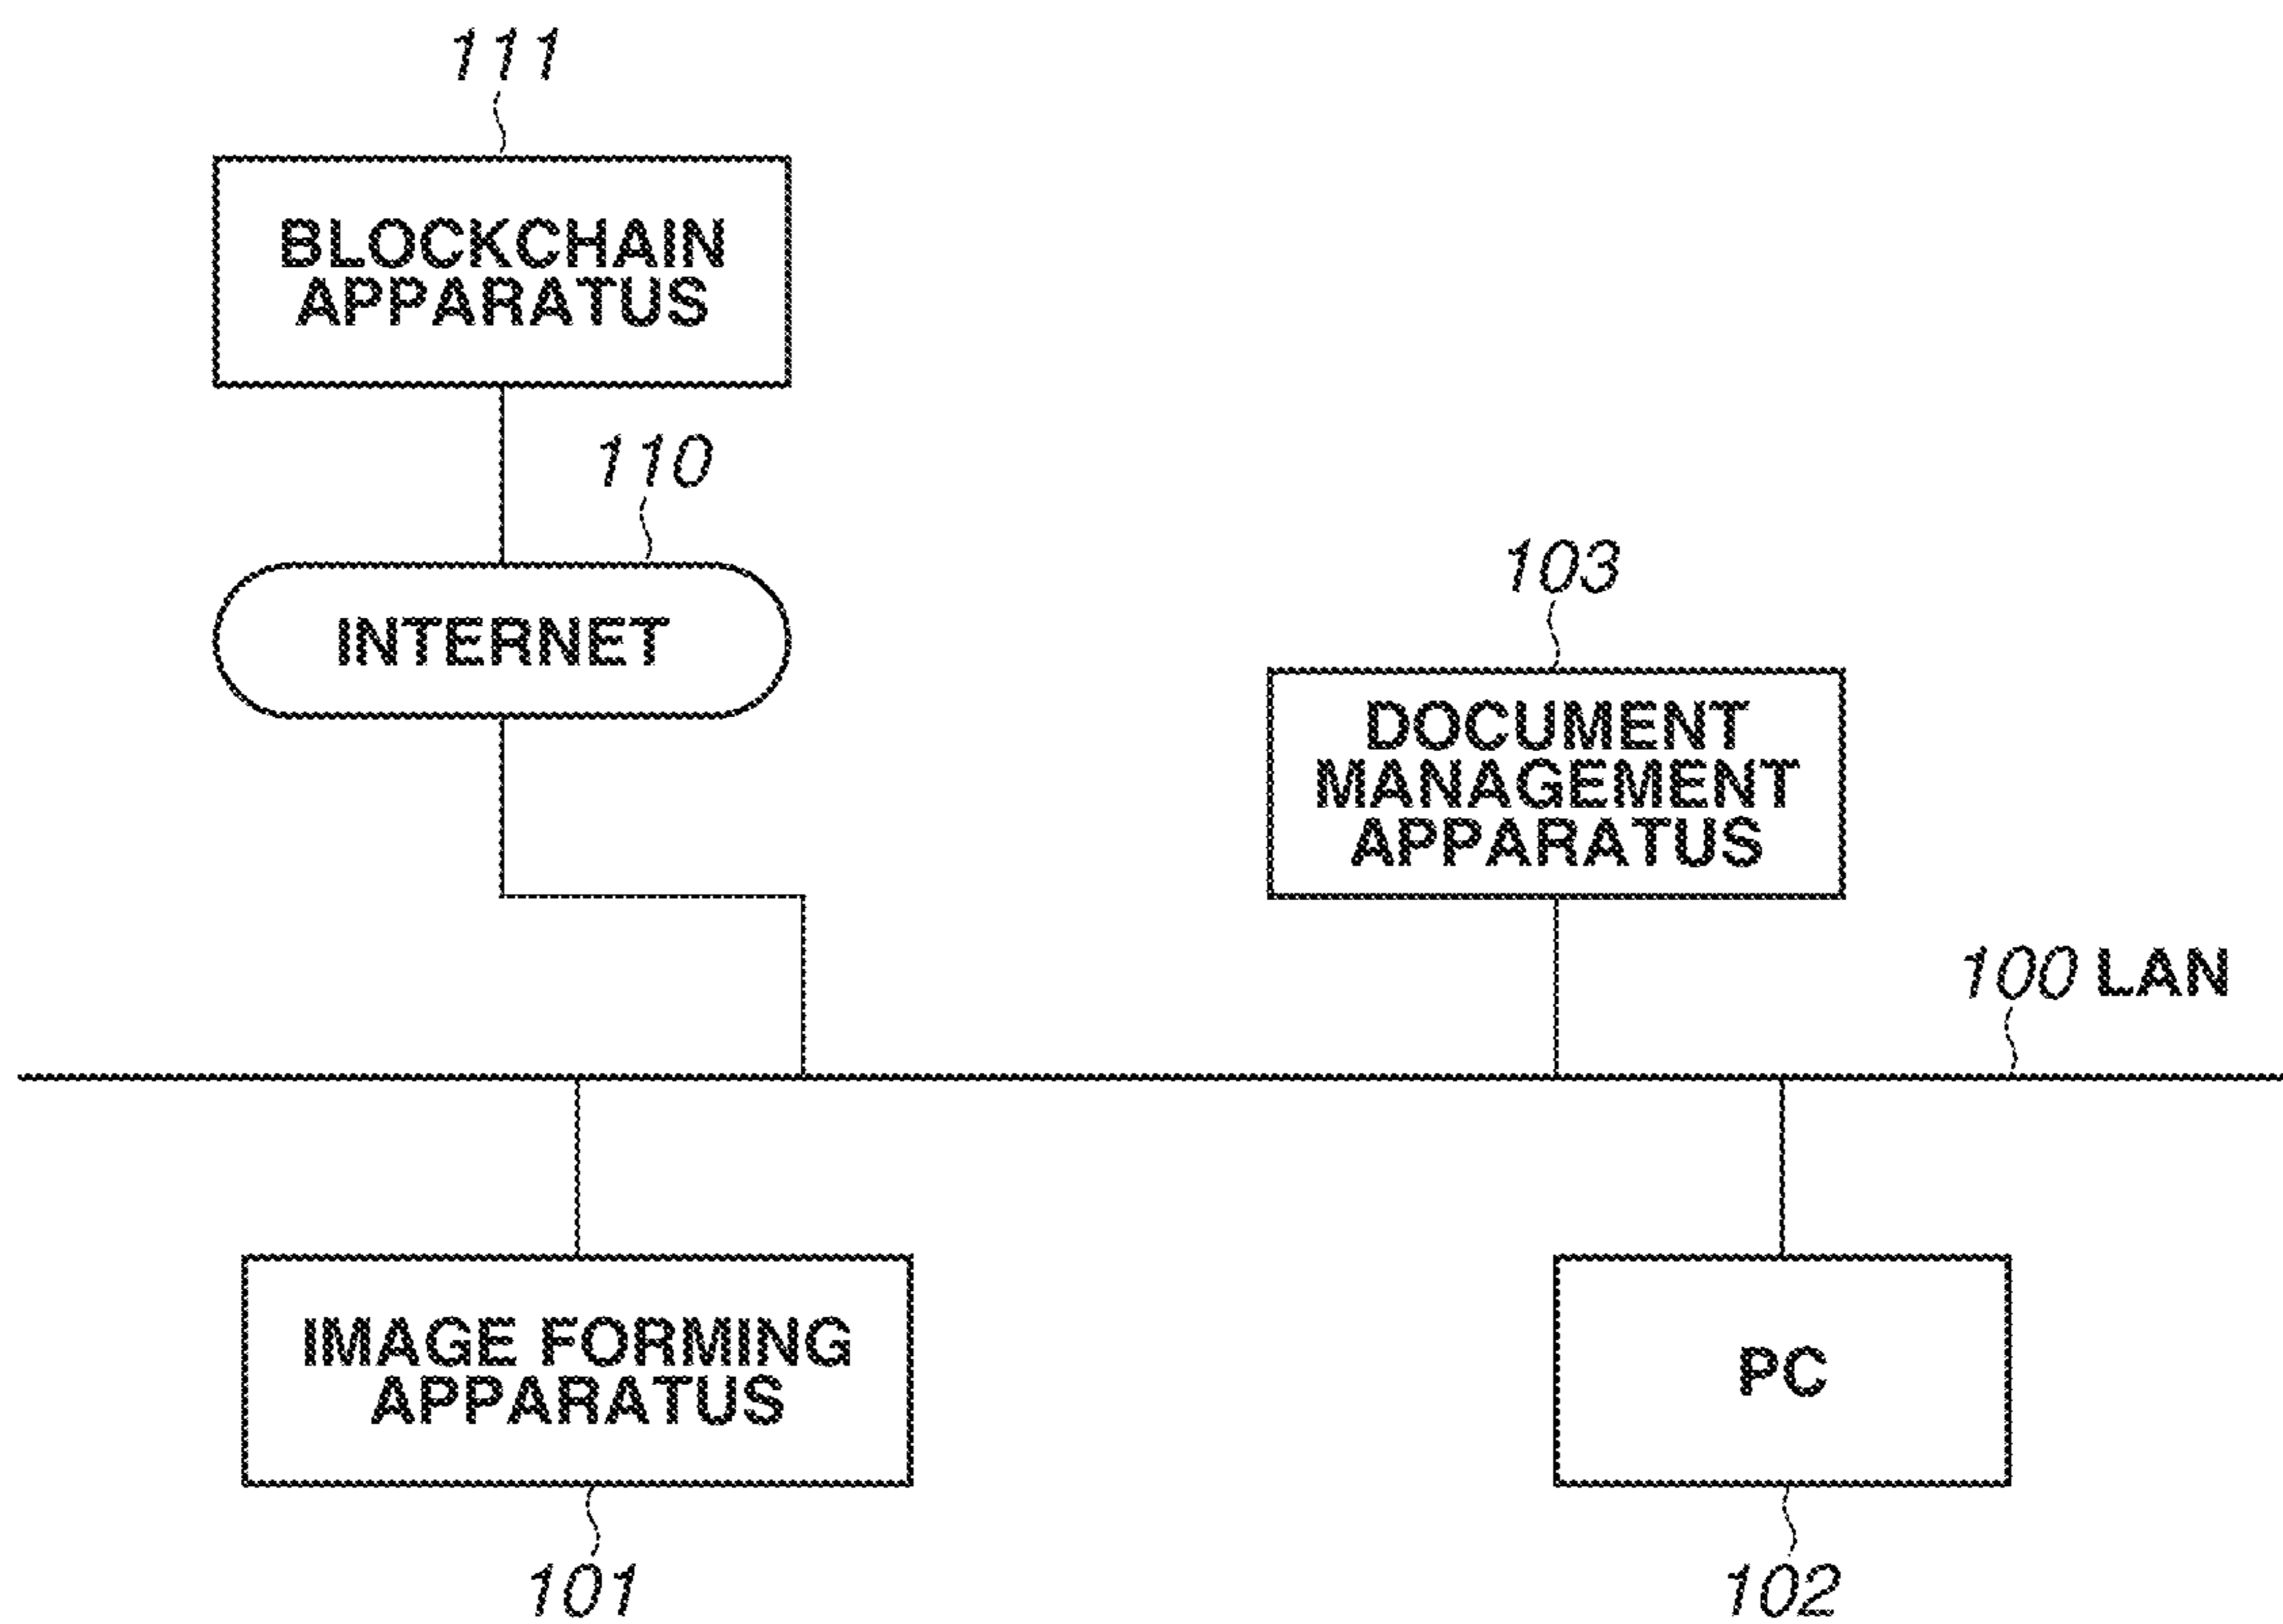 111
BLOCKCHAIN
APPARATUS
110
INTERNET
103
DOCUMENT
MANAGEMENT
APPARATUS
100 LAN
IMAGE FORMING
APPARATUS
PC
101
102